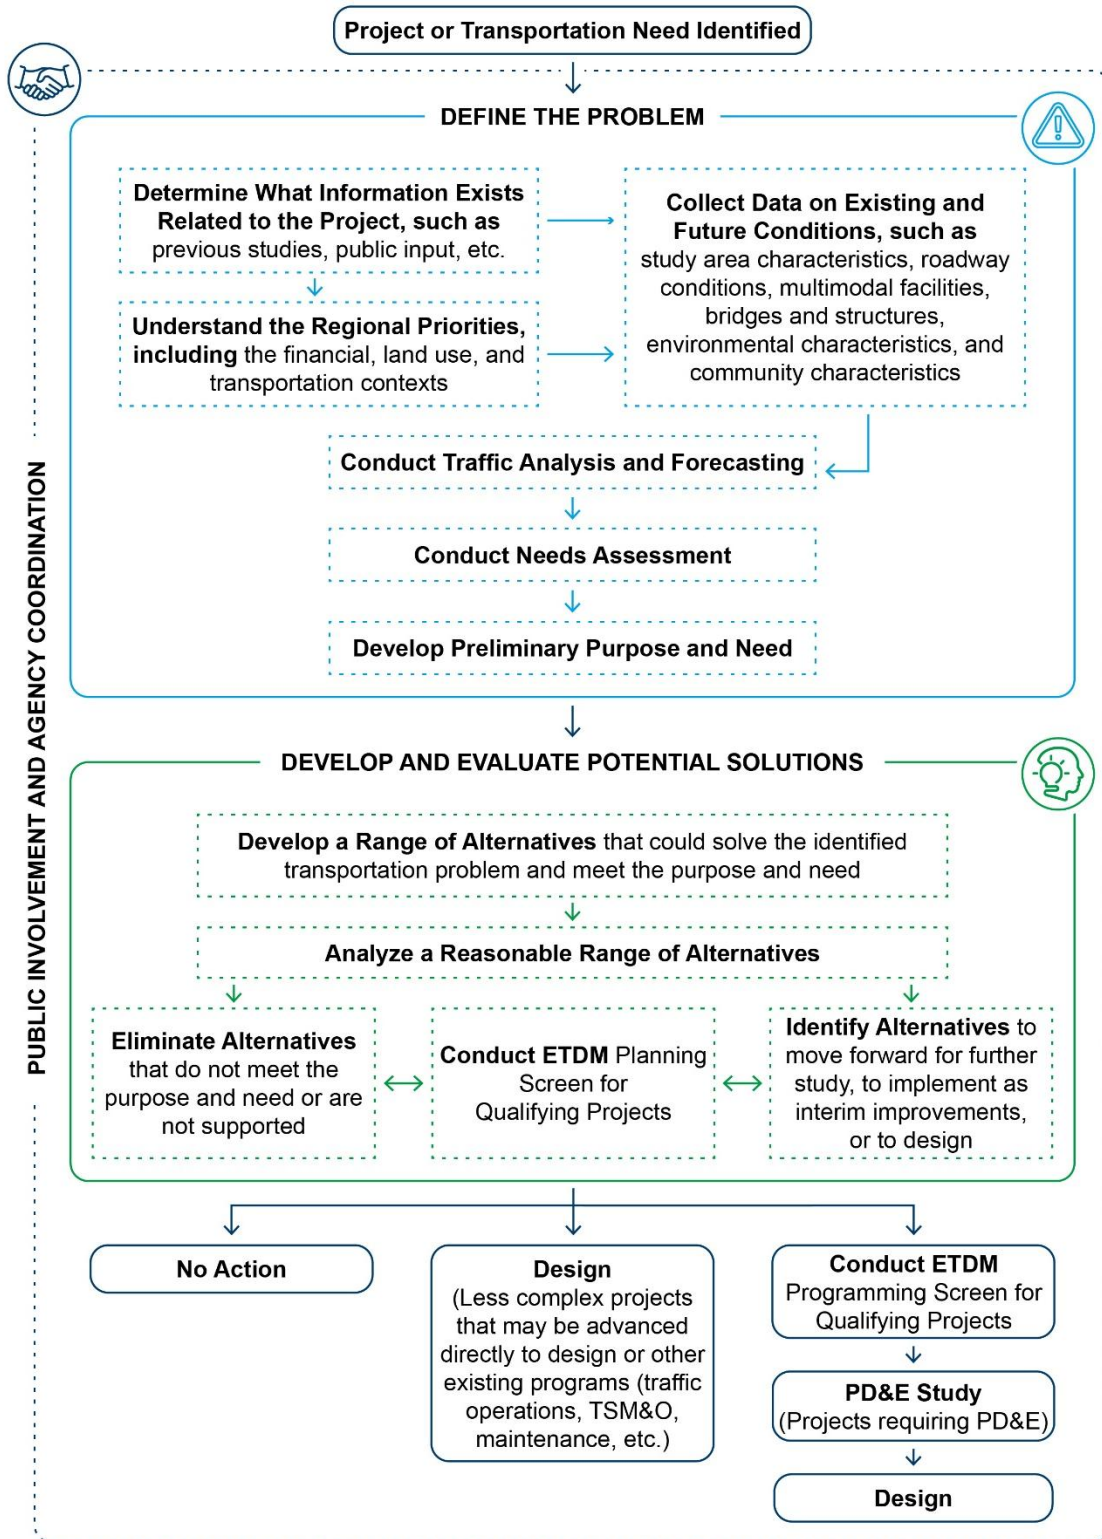 Project or Transportation Need Identified
DEFINE THE PROBLEM
Determine What Information Exists
Related to the Project, such as
previous studies, public input, etc.
Collect Data on Existing and
Future Conditions, such as
study area characteristics, roadway
conditions, multimodal facilities,
bridges and structures,
environmental characteristics, and
community characteristics
Understand the Regional Priorities,
including the financial, land use, and
transportation contexts
Conduct Traffic Analysis and Forecasting
Conduct Needs Assessment
Develop Preliminary Purpose and Need
PUBLIC INVOLVEMENT AND AGENCY COORDINATION
DEVELOP AND EVALUATE POTENTIAL SOLUTIONS
Develop a Range of Alternatives that could solve the identified
transportation problem and meet the purpose and need
Analyze a Reasonable Range of Alternatives
Eliminate Alternatives
that do not meet the
purpose and need or are
not supported
Conduct ETDM Planning
Screen for
Qualifying Projects
Identify Alternatives to
move forward for further
study, to implement as
interim improvements,
or to design
No Action
Design
(Less complex projects
that may be advanced
directly to design or other
existing programs (traffic
operations, TSM&O,
maintenance, etc.)
Conduct ETDM
Programming Screen for
Qualifying Projects
PD&E Study
(Projects requiring PD&E)
Design